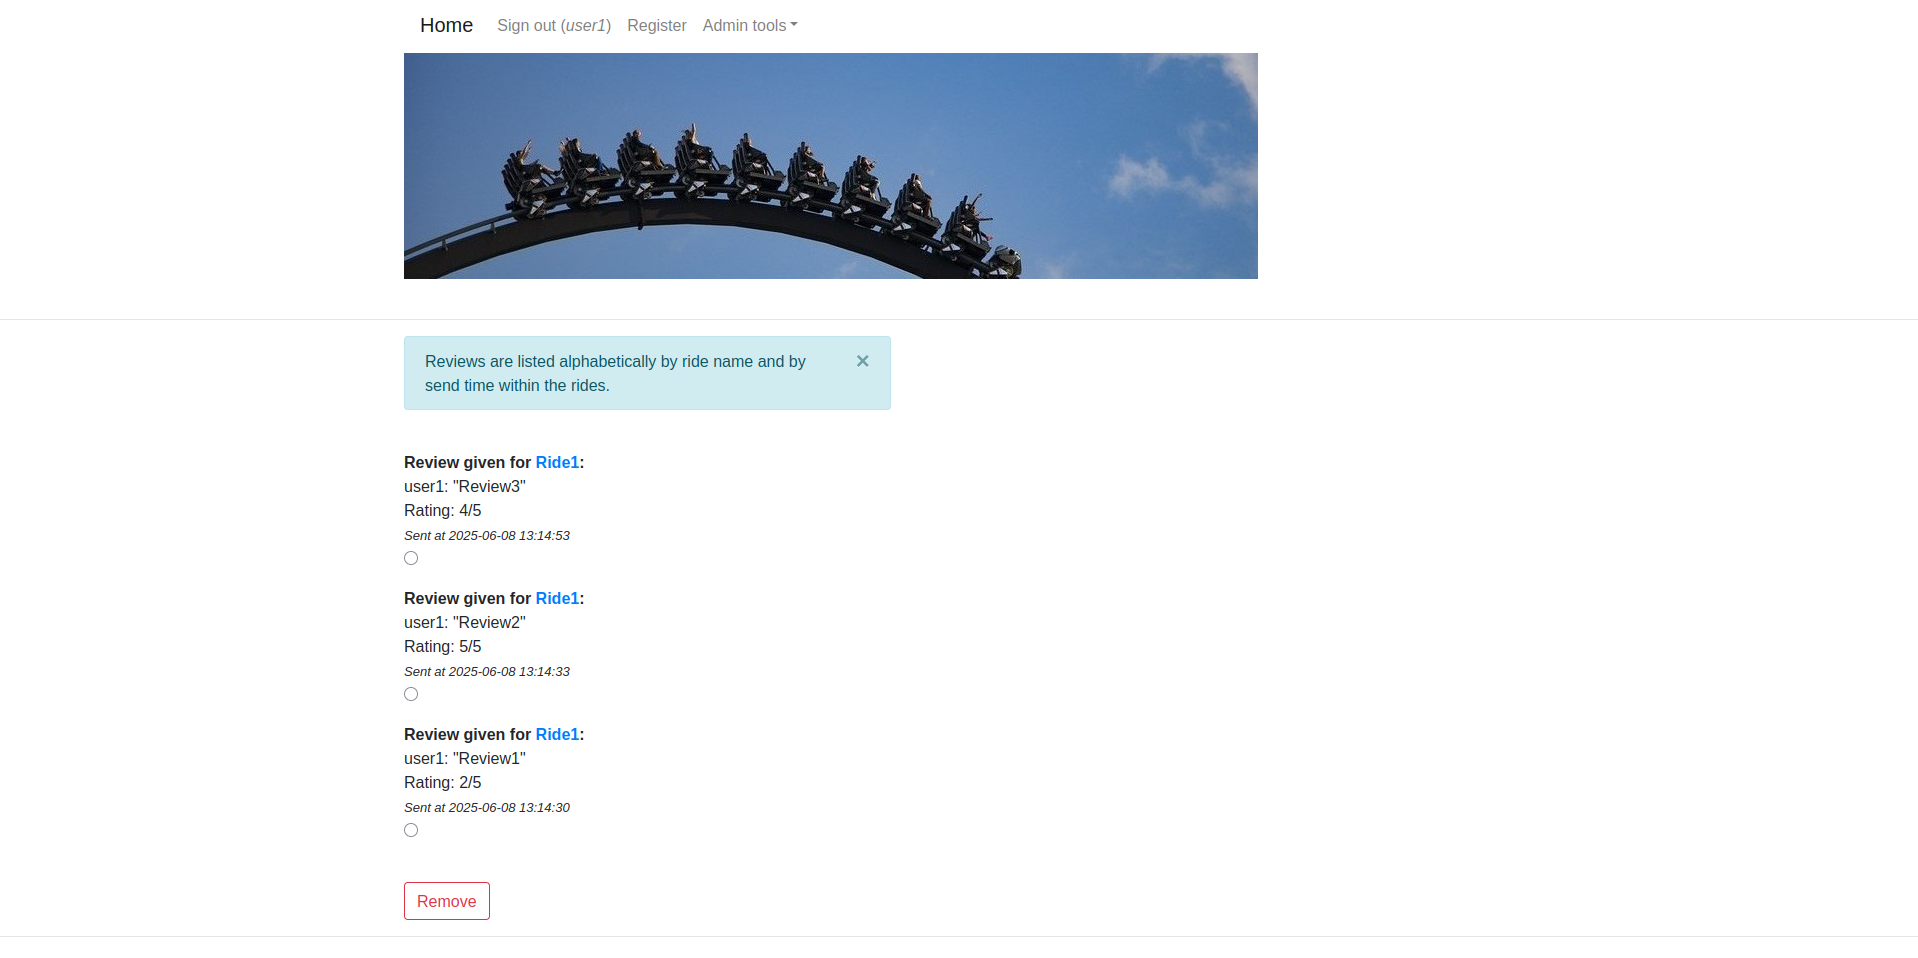 Home Sign out (user1) Register Admin tools
Reviews are listed alphabetically by ride name and by ×
send time within the rides.
Review given for Ride1:
user1: "Review3"
Rating: 4/5
Sent at 2025-06-08 13:14:53
Review given for Ride1:
user1: "Review2"
Rating: 5/5
Sent at 2025-06-08 13:14:33
Review given for Ride1:
user1: "Review1"
Rating: 2/5
Sent at 2025-06-08 13:14:30
Remove